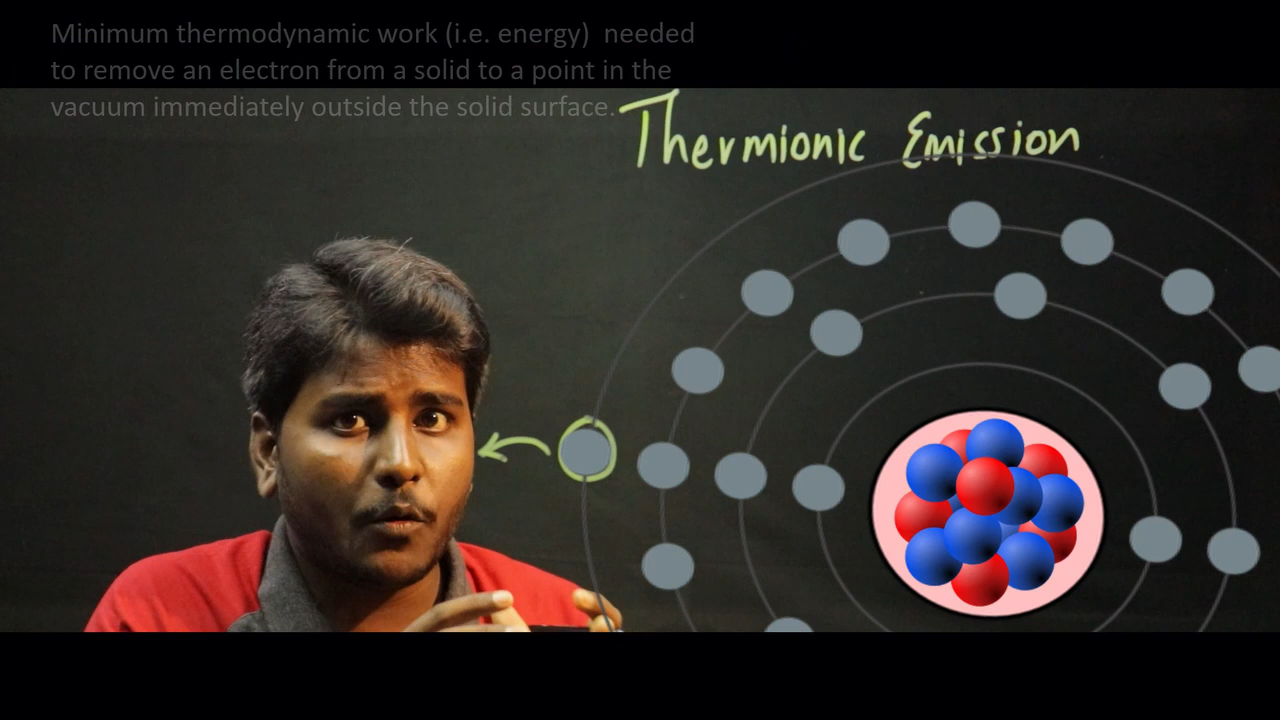 Minimum thermodynamic work (i.e. energy)  needed
to remove an electron from a solid to a point in the
vacuum immediately outside the solid surface.
Thermionic Emission